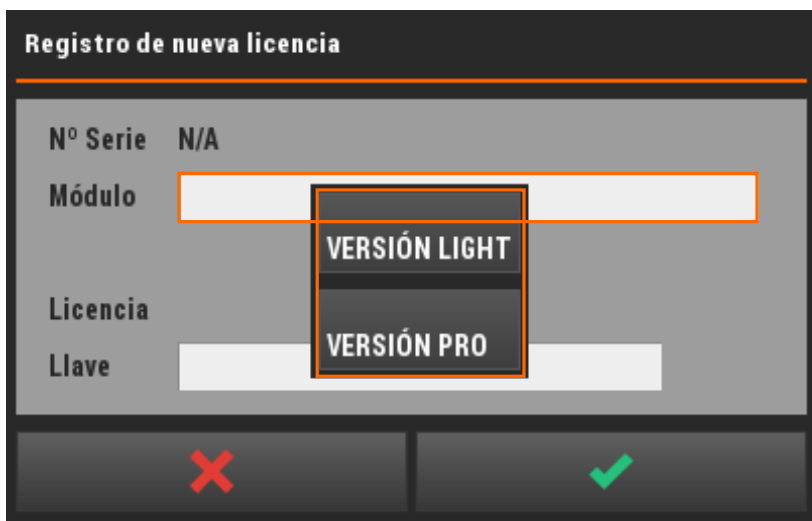 Registro de nueva licencia
Nº Serie N/A
Módulo
VERSIÓN LIGHT
Licencia
VERSIÓN PRO
Llave